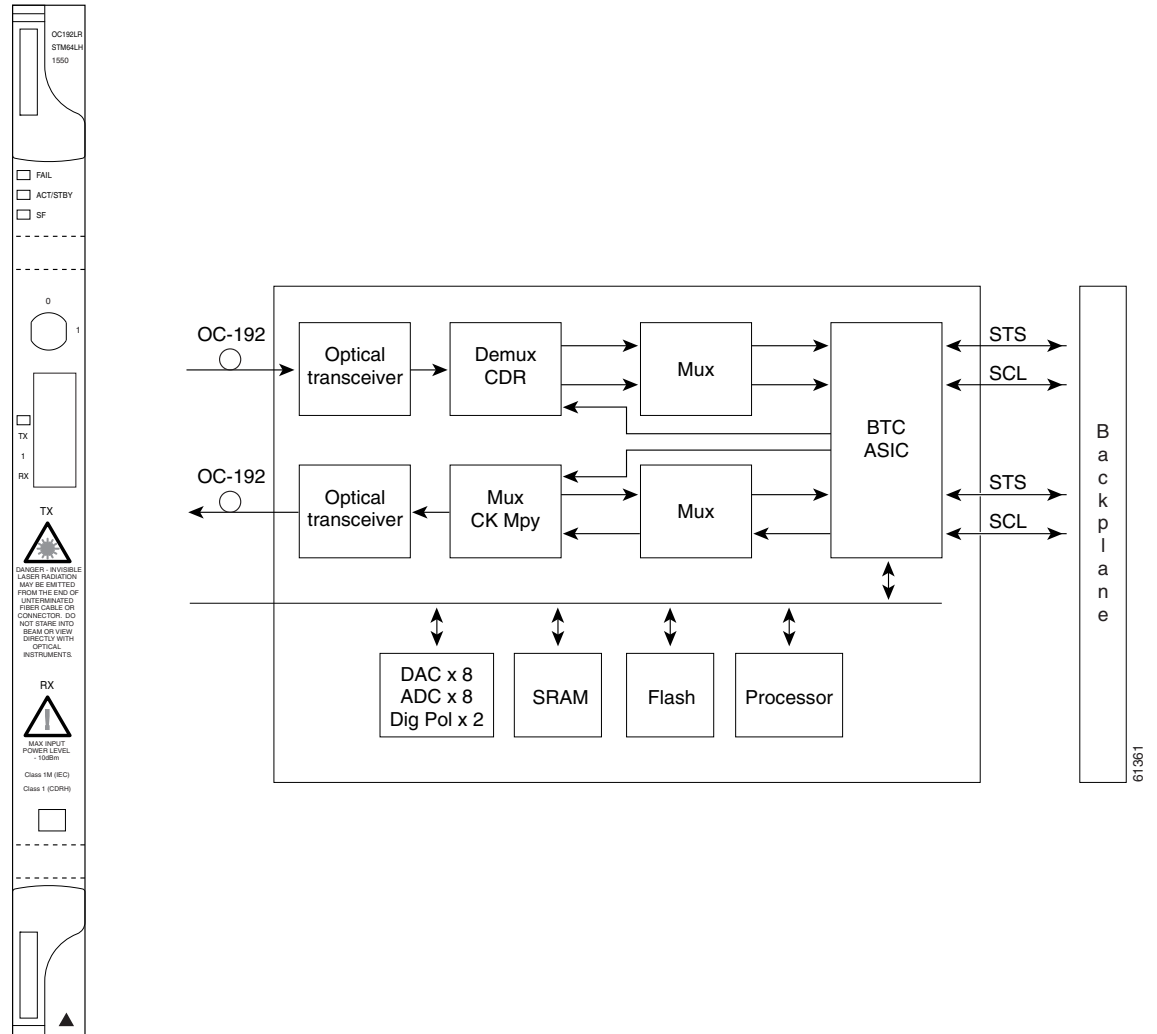 OC192LR
STM64LH
1550
FAIL
ACT/STBY
SF
0
1
TX
1
RX
TX
DANGER - INVISIBLE
LASER RADIATION
MAY BE EMITTED
FROM THE END OF
UNTERMINATED
FIBER CABLE OR
CONNECTOR. DO
NOT STARE INTO
BEAM OR VIEW
DIRECTLY WITH
OPTICAL
INSTRUMENTS.
RX
!
MAX INPUT
POWER LEVEL
- 10dBm
Class 1M (IEC)
Class 1 (CDRH)
OC-192
Optical
transceiver
Demux
CDR
Mux
BTC
ASIC
STS
SCL
OC-192
Optical
transceiver
Mux
CK Mpy
Mux
STS
SCL
DAC x 8
ADC x 8
Dig Pol x 2
SRAM
Flash
Processor
Backplane
61361